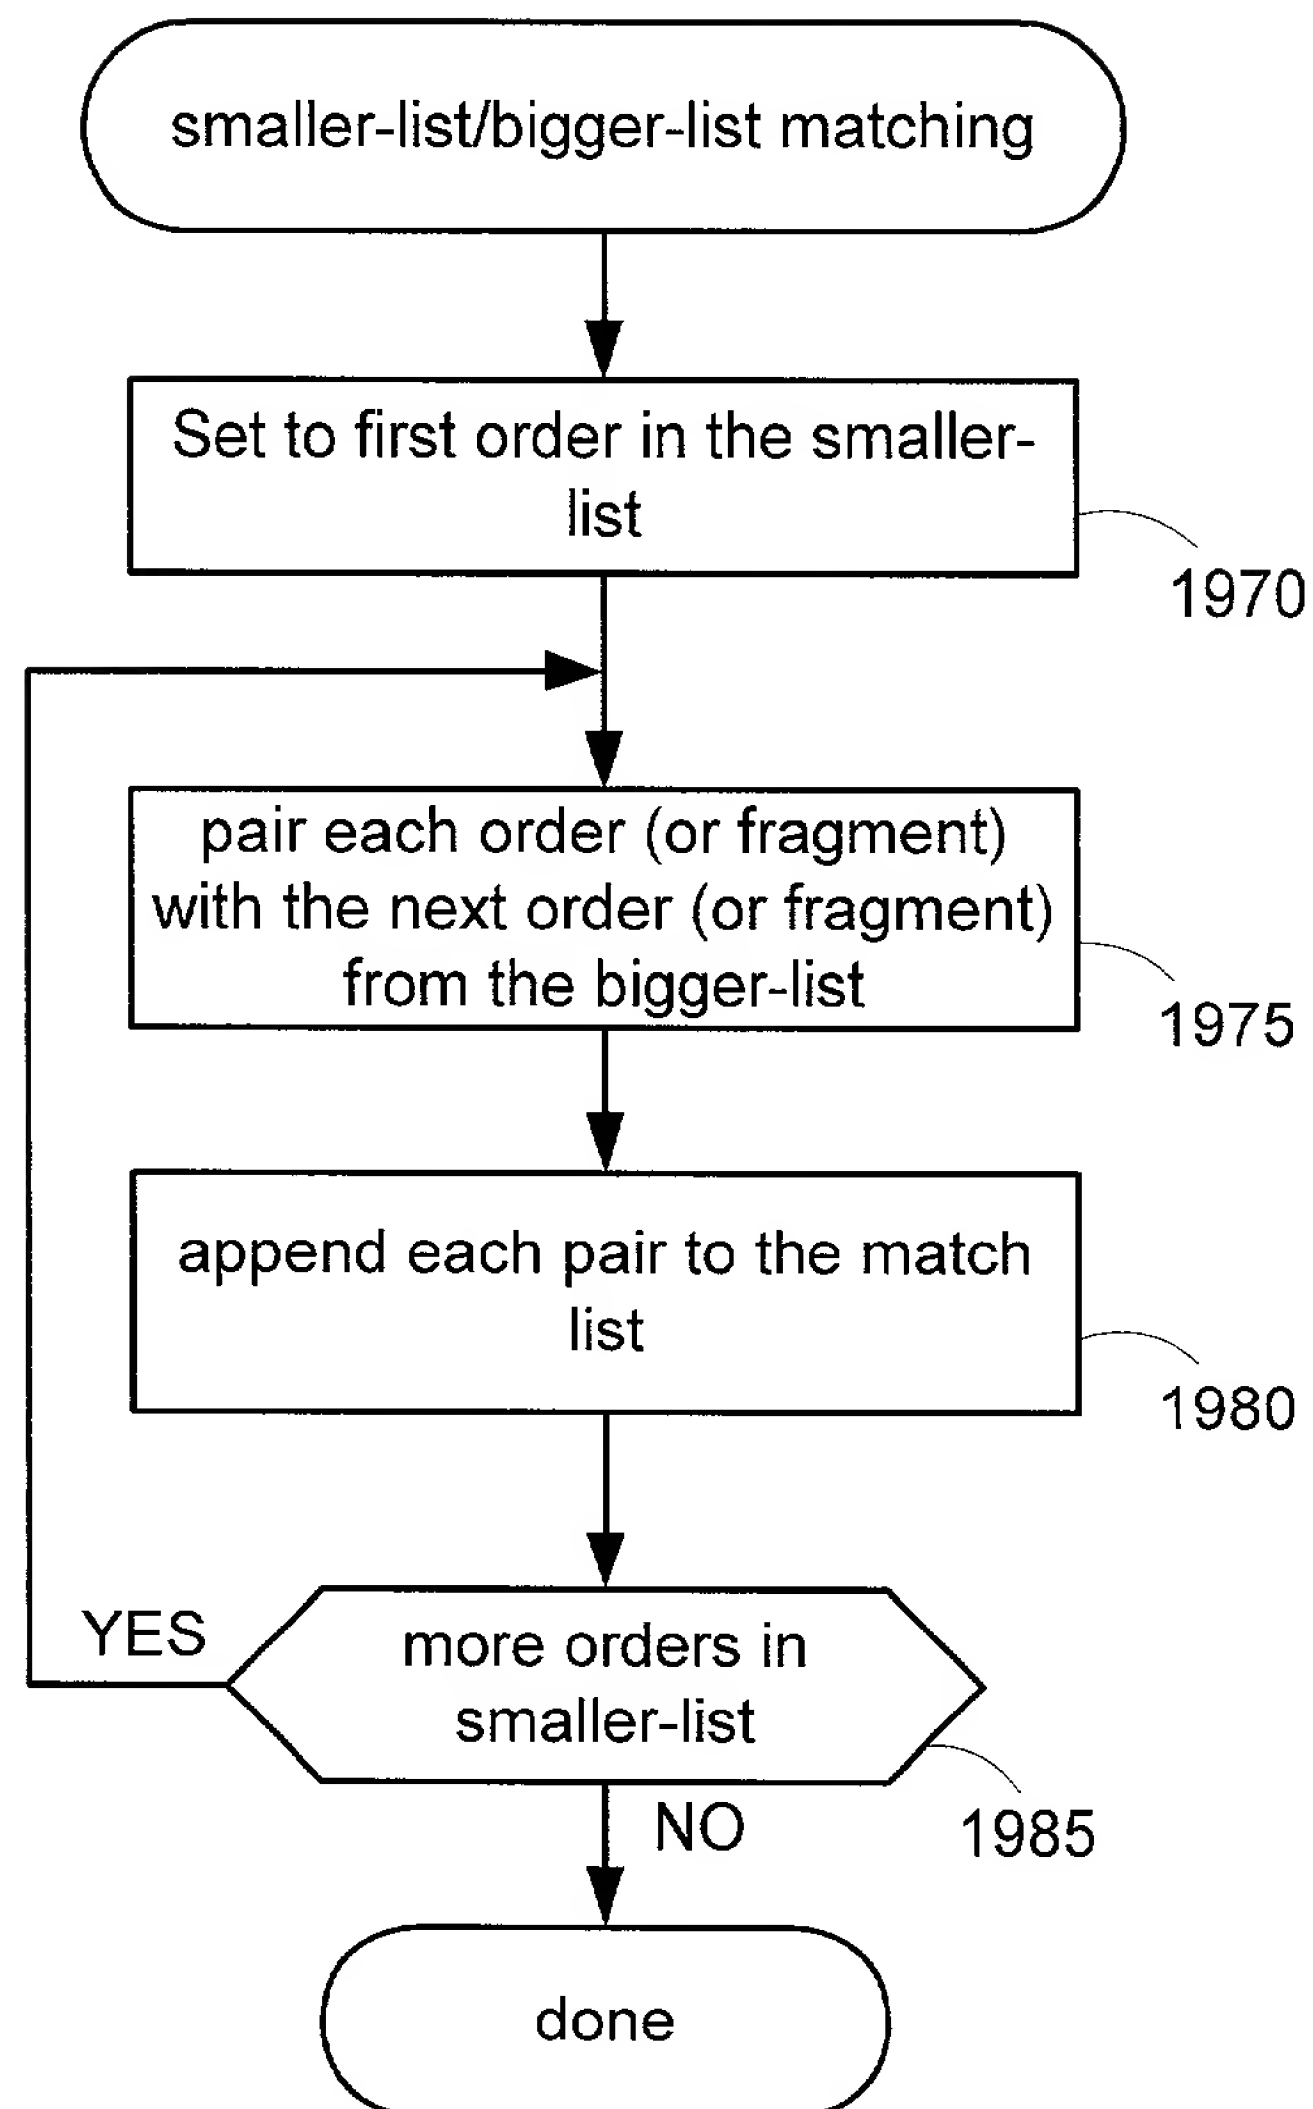 smaller-list/bigger-list matching
Set to first order in the smaller-
list
1970
pair each order (or fragment)
with the next order (or fragment)
from the bigger-list
1975
append each pair to the match
list
1980
YES
more orders in
smaller-list
1985
NO
done